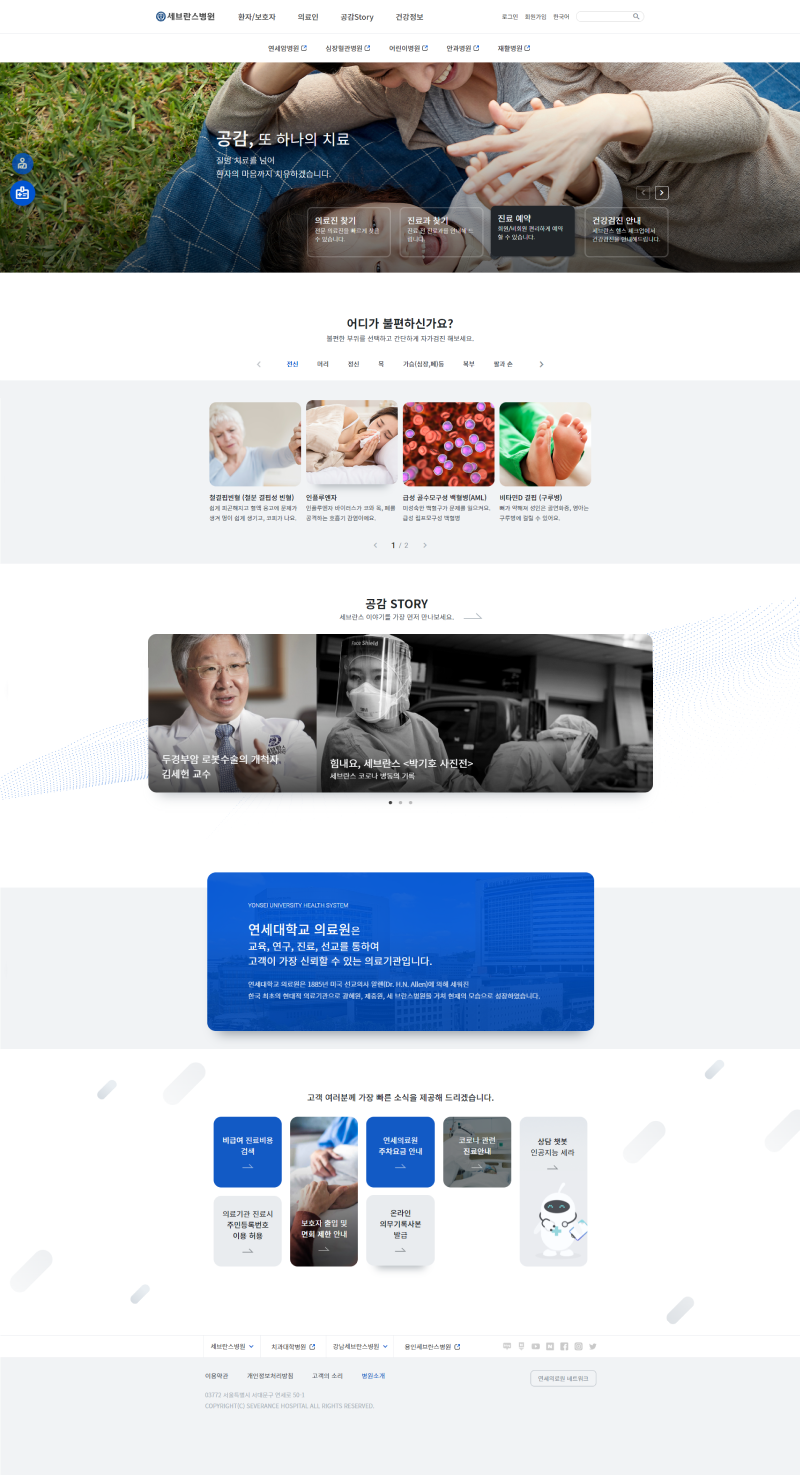 세브란스병원
환자/보호자 의료인 공감Story 건강정보
로그인 회원가입 한국어
연세암병원 심장혈관병원 어린이병원 안과병원 재활병원
공감, 또 하나의 치료
질병 치료를 넘어
환자의 마음까지 치유하겠습니다.
의료진 찾기
전문 의료진을 빠르게 찾을
수 있습니다.
진료과 찾기
진료 전 진료과를 안내해 드
립니다.
진료 예약
회원/비회원 편리하게 예약
할 수 있습니다.
건강검진 안내
세브란스 헬스 체크업에서
건강검진을 안내해드립니다.
어디가 불편하신가요?
불편한 부위를 선택하고 간단하게 자가검진 해보세요.
전신 머리 정신 목 가슴(심장,폐)등 복부 팔과 손
철결핍빈혈 (철분 결핍성 빈혈)
쉽게 피곤해지고 혈액 응고에 문제가
생겨 멍이 쉽게 생기고, 코피가 나요.
인플루엔자
인플루엔자 바이러스가 코와 목, 폐를
공격하는 호흡기 감염이에요.
급성 골수모구성 백혈병(AML)
미성숙한 백혈구가 문제를 일으켜요.
급성 림프모구성 백혈병
비타민D 결핍 (구루병)
뼈가 약해져 성인은 골연화증, 영아는
구루병에 걸릴 수 있어요.
1 / 2
공감 STORY
세브란스 이야기를 가장 먼저 만나보세요.
Face Shield
두경부암 로봇수술의 개척자
김세헌 교수
힘내요, 세브란스 <박기호 사진전>
세브란스 코로나 병동의 기록
YONSEI UNIVERSITY HEALTH SYSTEM
연세대학교 의료원은
교육, 연구, 진료, 선교를 통하여
고객이 가장 신뢰할 수 있는 의료기관입니다.
연세대학교 의료원은 1885년 미국 선교의사 알렌(Dr. H.N. Allen)에 의해 세워진
한국 최초의 현대적 의료기관으로 광혜원, 제중원, 세브란스병원을 거쳐 현재의 모습으로 성장하였습니다.
고객 여러분께 가장 빠른 소식을 제공해 드리겠습니다.
비급여 진료비용
검색
의료기관 진료시
주민등록번호
이용 허용
보호자 출입 및
면회 제한 안내
연세의료원
주차요금 안내
온라인
의무기록사본
발급
코로나 관련
진료안내
상담 챗봇
인공지능 세라
세브란스병원 치과대학병원 강남세브란스병원 용인세브란스병원
이용약관 개인정보처리방침 고객의 소리 병원소개
연세의료원 네트워크
03722 서울특별시 서대문구 연세로 50-1
COPYRIGHT(C) SEVERANCE HOSPITAL ALL RIGHTS RESERVED.